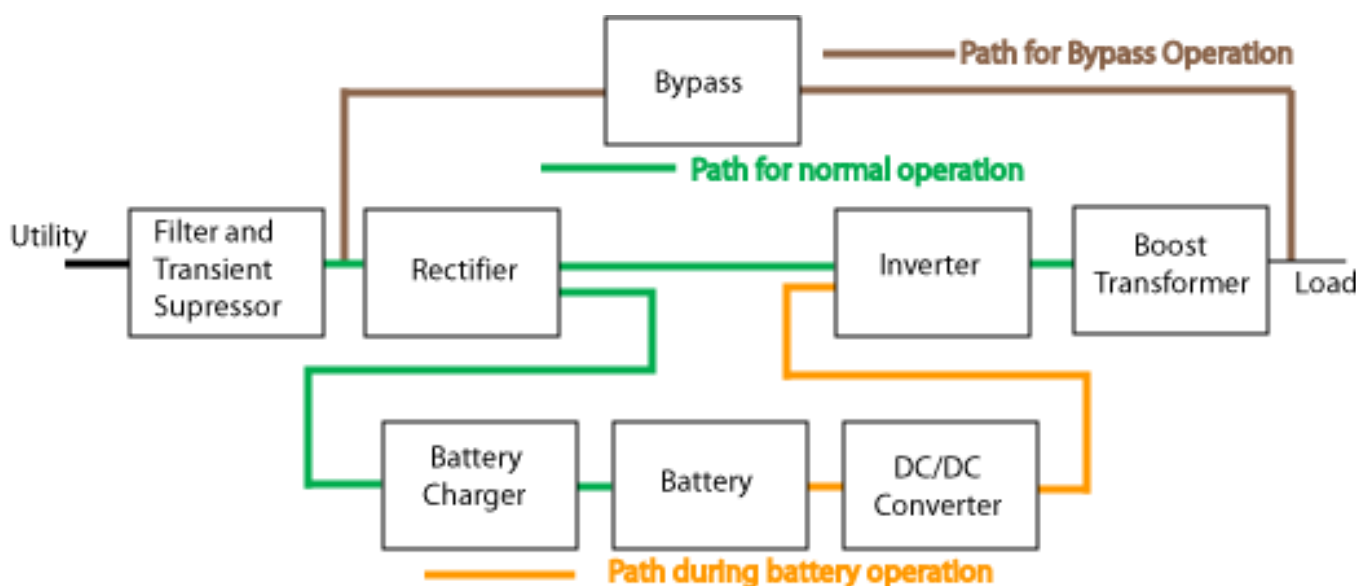 Path for Bypass Operation
Bypass
Path for normal operation
Utility
Filter and
Transient
Supressor
Rectifier
Inverter
Boost
Transformer
Load
Battery
Charger
Battery
DC/DC
Converter
Path during battery operation